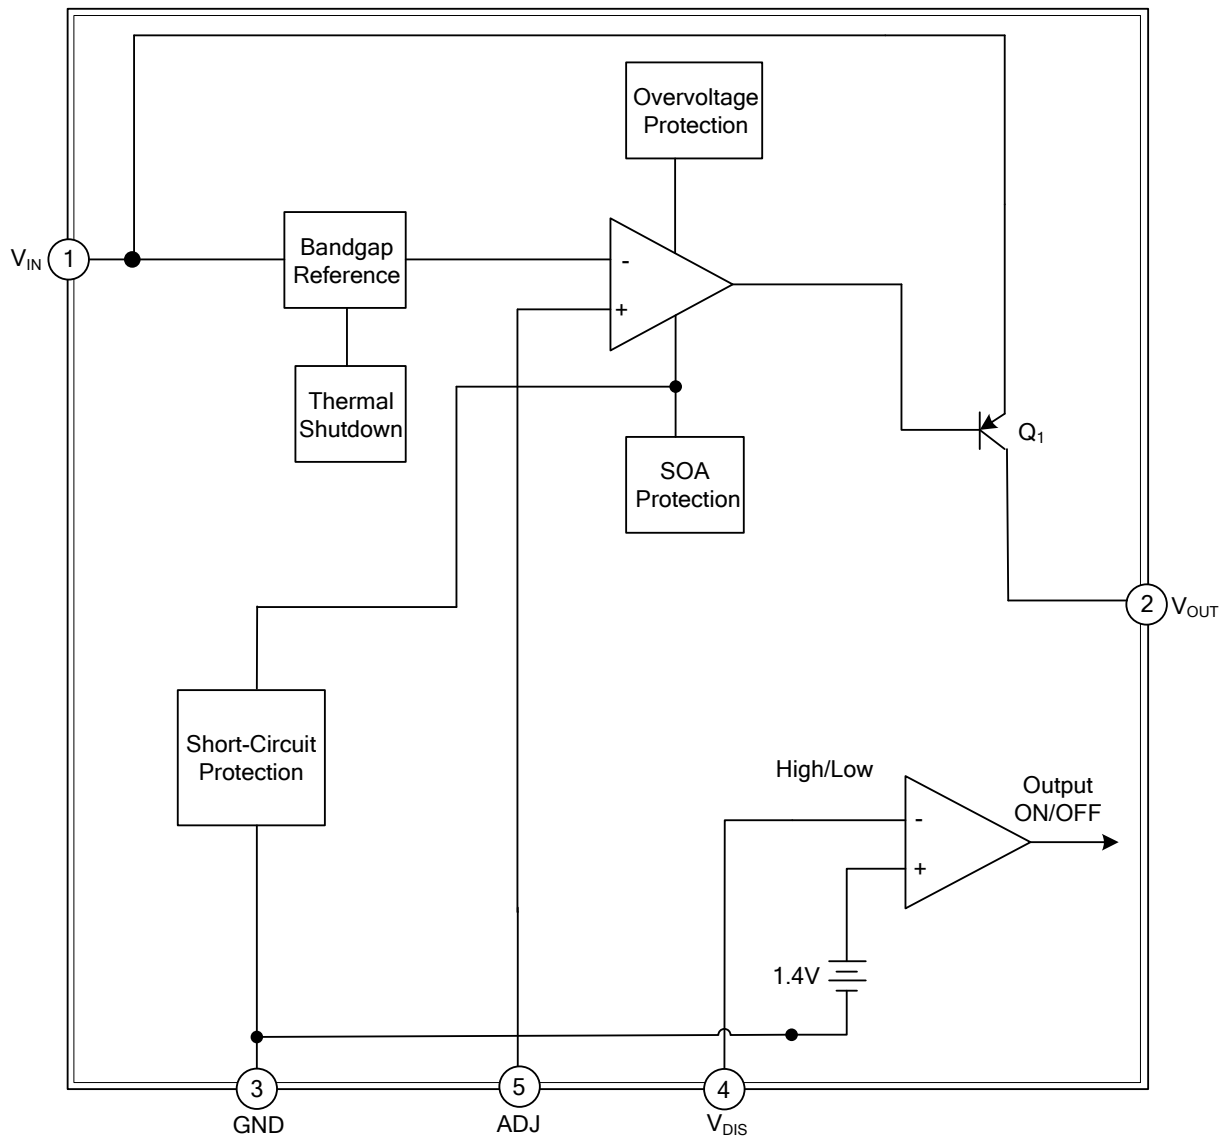 Overvoltage
Protection
V_IN
1
Bandgap
Reference
-
+
Thermal
Shutdown
Q_1
SOA
Protection
2
V_OUT
Short-Circuit
Protection
High/Low
Output
ON/OFF
-
+
1.4V
3
5
4
GND
ADJ
V_DIS